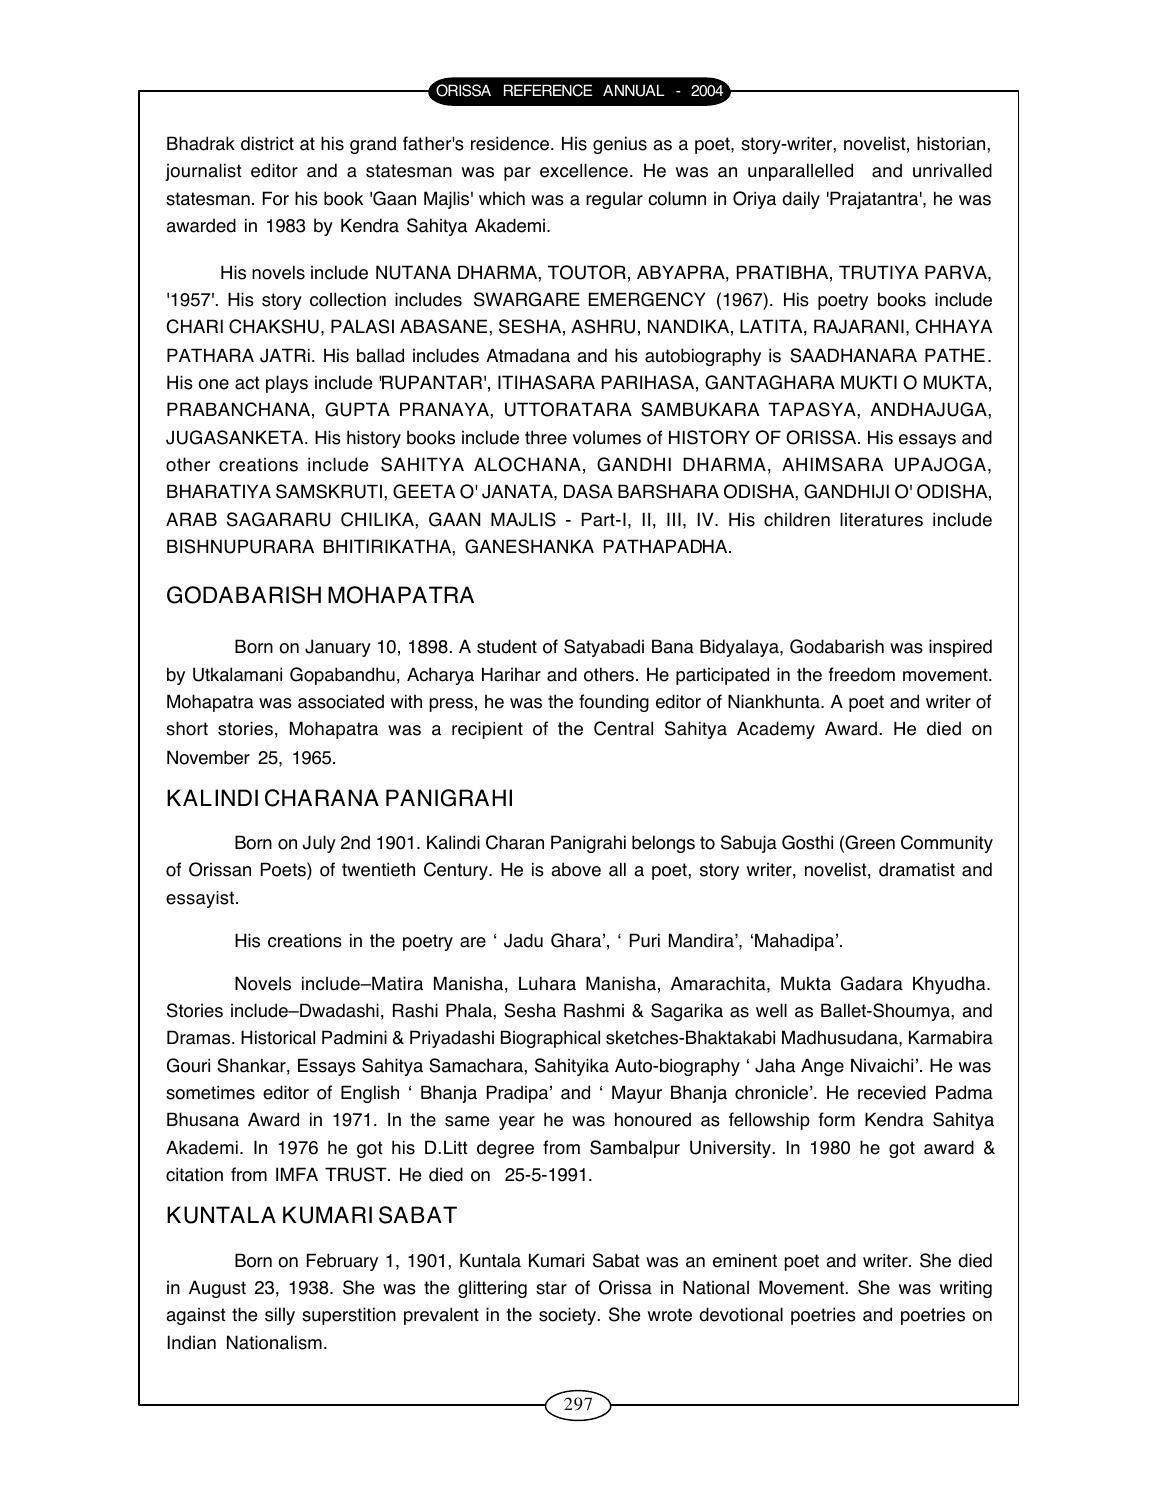 ORISSA REFERENCE ANNUAL - 2004
Bhadrak district at his grand father's residence. His genius as a poet, story-writer, novelist, historian,
journalist editor and a statesman was par excellence. He was an unparallelled and unrivalled
statesman. For his book 'Gaan Majlis' which was a regular column in Oriya daily 'Prajatantra', he was
awarded in 1983 by Kendra Sahitya Akademi.
His novels include NUTANA DHARMA, TOUTOR, ABYAPRA, PRATIBHA, TRUTIYA PARVA,
'1957'. His story collection includes SWARGARE EMERGENCY (1967). His poetry books include
CHARI CHAKSHU, PALASI ABASANE, SESHA, ASHRU, NANDIKA, LATITA, RAJARANI, CHHAYA
PATHARA JATRi. His ballad includes Atmadana and his autobiography is SAADHANARA PATHE.
His one act plays include 'RUPANTAR', ITIHASARA PARIHASA, GANTAGHARA MUKTI O MUKTA,
PRABANCHANA, GUPTA PRANAYA, UTTORATARA SAMBUKARA TAPASYA, ANDHAJUGA,
JUGASANKETA. His history books include three volumes of HISTORY OF ORISSA. His essays and
other creations include SAHITYA ALOCHANA, GANDHI DHARMA, AHIMSARA UPAJOGA,
BHARATIYA SAMSKRUTI, GEETA O' JANATA, DASA BARSHARA ODISHA, GANDHIJI O' ODISHA,
ARAB SAGARARU CHILIKA, GAAN MAJLIS - Part-I, II, III, IV. His children literatures include
BISHNUPURARA BHITIRIKATHA, GANESHANKA PATHAPADHA.
GODABARISH MOHAPATRA
Born on January 10, 1898. A student of Satyabadi Bana Bidyalaya, Godabarish was inspired
by Utkalamani Gopabandhu, Acharya Harihar and others. He participated in the freedom movement.
Mohapatra was associated with press, he was the founding editor of Niankhunta. A poet and writer of
short stories, Mohapatra was a recipient of the Central Sahitya Academy Award. He died on
November 25, 1965.
KALINDI CHARANA PANIGRAHI
Born on July 2nd 1901. Kalindi Charan Panigrahi belongs to Sabuja Gosthi (Green Community
of Orissan Poets) of twentieth Century. He is above all a poet, story writer, novelist, dramatist and
essayist.
His creations in the poetry are ‘ Jadu Ghara’, ‘ Puri Mandira’, ‘Mahadipa’.
Novels include–Matira Manisha, Luhara Manisha, Amarachita, Mukta Gadara Khyudha.
Stories include–Dwadashi, Rashi Phala, Sesha Rashmi & Sagarika as well as Ballet-Shoumya, and
Dramas. Historical Padmini & Priyadashi Biographical sketches-Bhaktakabi Madhusudana, Karmabira
Gouri Shankar, Essays Sahitya Samachara, Sahityika Auto-biography ‘ Jaha Ange Nivaichi’. He was
sometimes editor of English ‘ Bhanja Pradipa’ and ‘ Mayur Bhanja chronicle’. He recevied Padma
Bhusana Award in 1971. In the same year he was honoured as fellowship form Kendra Sahitya
Akademi. In 1976 he got his D.Litt degree from Sambalpur University. In 1980 he got award &
citation from IMFA TRUST. He died on 25-5-1991.
KUNTALA KUMARI SABAT
Born on February 1, 1901, Kuntala Kumari Sabat was an eminent poet and writer. She died
in August 23, 1938. She was the glittering star of Orissa in National Movement. She was writing
against the silly superstition prevalent in the society. She wrote devotional poetries and poetries on
Indian Nationalism.
297